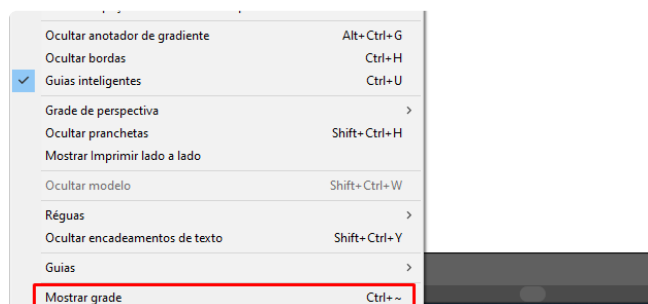 Ocultar anotador de gradiente Alt+Ctrl+G
Ocultar bordas Ctrl+H
Guias inteligentes Ctrl+U
Grade de perspectiva >
Ocultar pranchetas Shift+Ctrl+H
Mostrar Imprimir lado a lado
Ocultar modelo Shift+Ctrl+W
Réguas >
Ocultar encadeamentos de texto Shift+Ctrl+Y
Guias >
Mostrar grade Ctrl+~